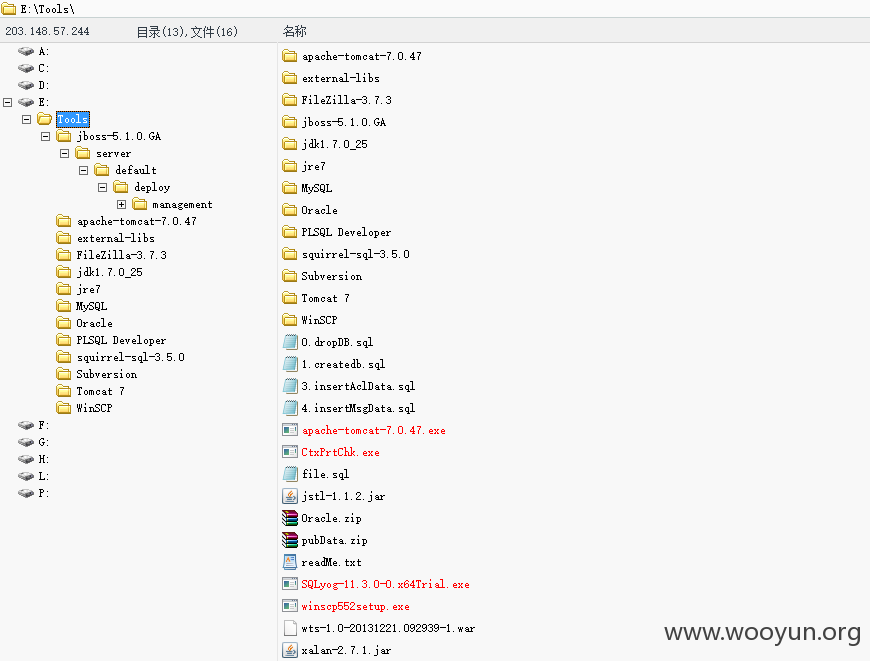 E:\Tools\
203.148.57.244 目录(13),文件(16) 名称
A:
C:
D:
E:
Tools
jboss-5.1.0.GA
server
default
deploy
management
apache-tomcat-7.0.47
external-libs
FileZilla-3.7.3
jdk1.7.0_25
jre7
MySQL
Oracle
PLSQL Developer
squirrel-sql-3.5.0
Subversion
Tomcat 7
WinSCP
F:
G:
H:
L:
P:
apache-tomcat-7.0.47
external-libs
FileZilla-3.7.3
jboss-5.1.0.GA
jdk1.7.0_25
jre7
MySQL
Oracle
PLSQL Developer
squirrel-sql-3.5.0
Subversion
Tomcat 7
WinSCP
0.dropDB.sql
1.createdb.sql
3.insertAclData.sql
4.insertMsgData.sql
apache-tomcat-7.0.47.exe
CtxPrtChk.exe
file.sql
jstl-1.1.2.jar
Oracle.zip
pubData.zip
readMe.txt
SQLyog-11.3.0-0.x64Trial.exe
winscp552setup.exe
wts-1.0-20131221.092939-1.war
xalan-2.7.1.jar
www.wooyun.org